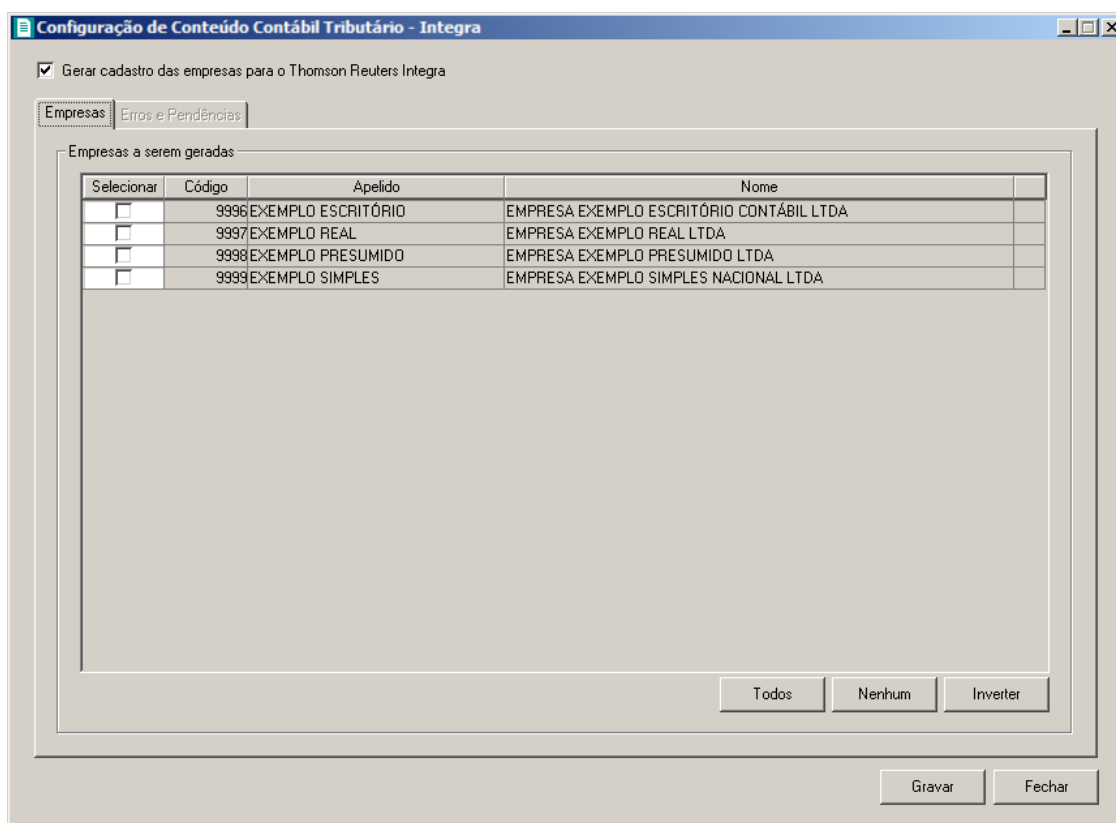 Configuração de Conteúdo Contábil Tributário - Integra
Gerar cadastro das empresas para o Thomson Reuters Integra
Empresas Erros e Pendências
Empresas a serem geradas
Selecionar Código Apelido Nome
9996 EXEMPLO ESCRITÓRIO EMPRESA EXEMPLO ESCRITÓRIO CONTÁBIL LTDA
9997 EXEMPLO REAL EMPRESA EXEMPLO REAL LTDA
9998 EXEMPLO PRESUMIDO EMPRESA EXEMPLO PRESUMIDO LTDA
9999 EXEMPLO SIMPLES EMPRESA EXEMPLO SIMPLES NACIONAL LTDA
Todos Nenhum Inverter
Gravar Fechar